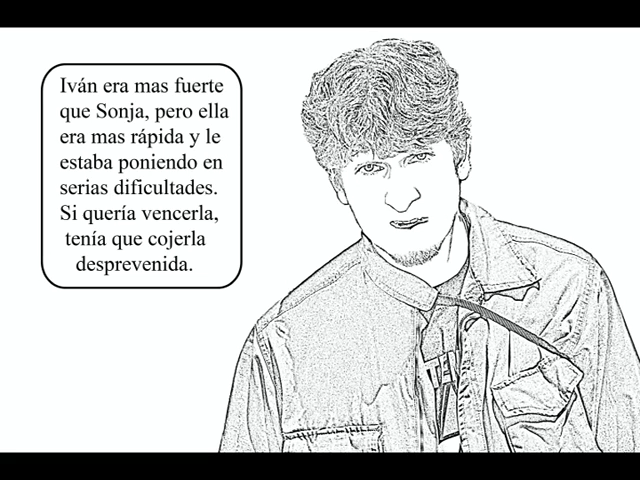 Iván era mas fuerte
que Sonja, pero ella
era mas rápida y le
estaba poniendo en
serias dificultades.
Si quería vencerla,
tenía que cojerla
desprevenida.